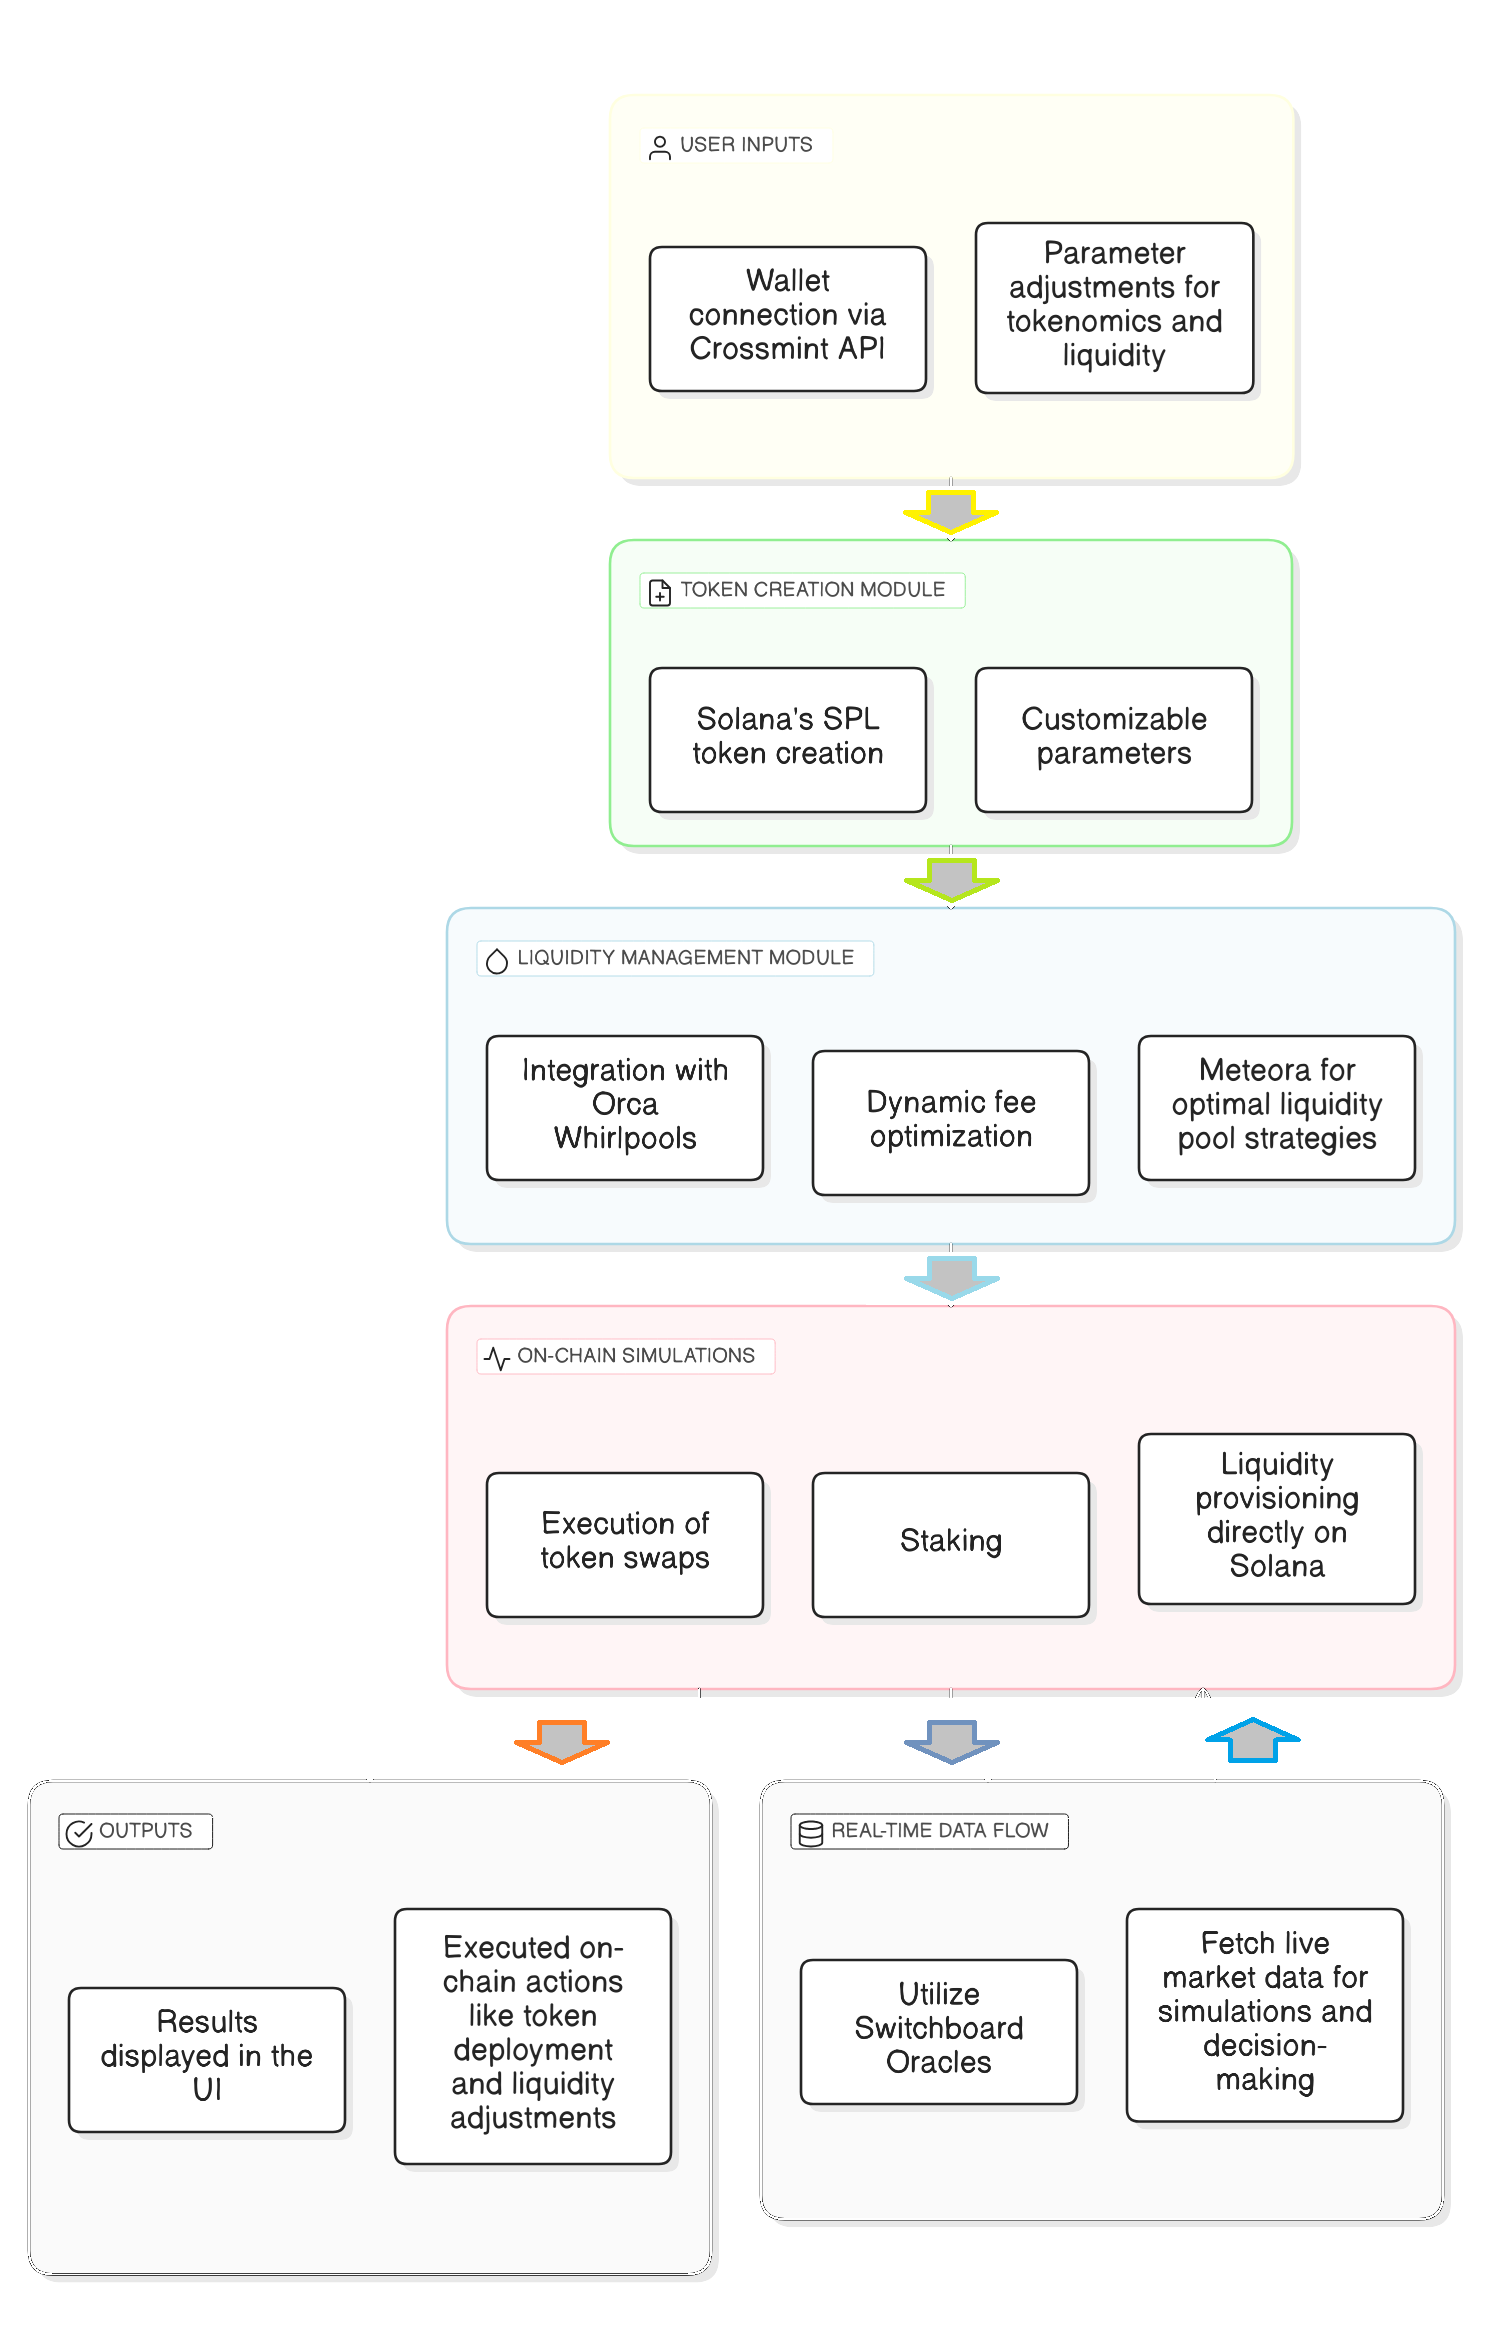 USER INPUTS
Wallet
connection via
Crossmint API
Parameter
adjustments for
tokenomics and
liquidity
TOKEN CREATION MODULE
Solana's SPL
token creation
Customizable
parameters
LIQUIDITY MANAGEMENT MODULE
Integration with
Orca
Whirlpools
Dynamic fee
optimization
Meteora for
optimal liquidity
pool strategies
ON-CHAIN SIMULATIONS
Execution of
token swaps
Staking
Liquidity
provisioning
directly on
Solana
OUTPUTS
Results
displayed in the
UI
Executed on-
chain actions
like token
deployment
and liquidity
adjustments
REAL-TIME DATA FLOW
Utilize
Switchboard
Oracles
Fetch live
market data for
simulations and
decision-
making